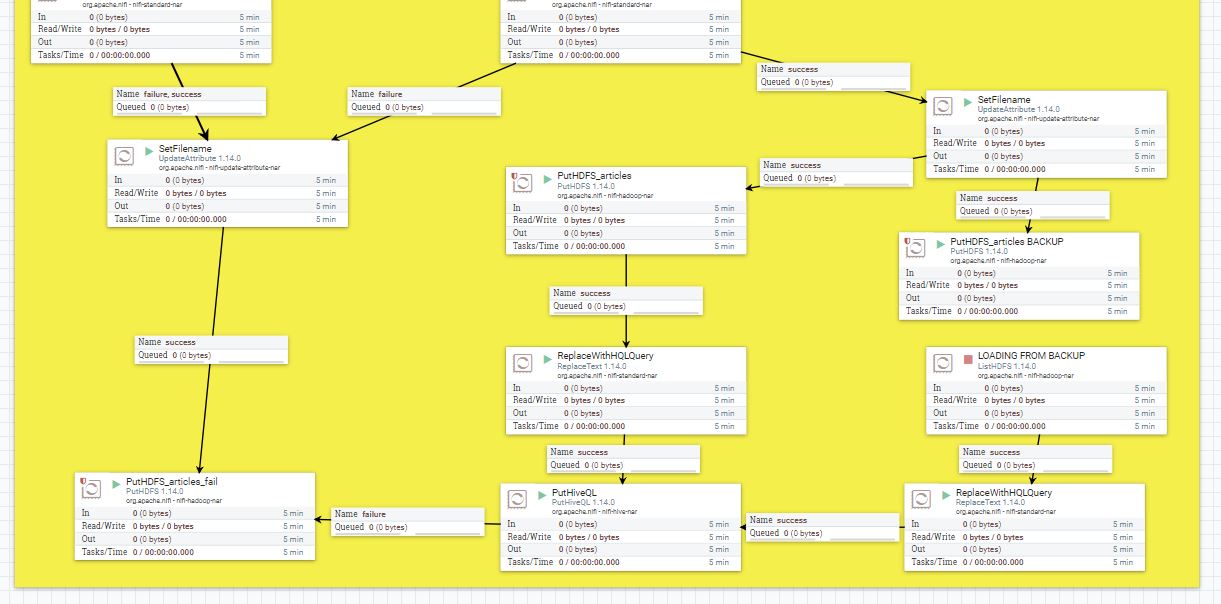 org.apache.nifi - nifi-standard-nar
In 0 (0 bytes) 5 min
Read/Write 0 bytes / 0 bytes 5 min
Out 0 (0 bytes) 5 min
Tasks/Time 0 / 00:00:00.000 5 min
org.apache.nifi - nifi-standard-nar
In 0 (0 bytes) 5 min
Read/Write 0 bytes / 0 bytes 5 min
Out 0 (0 bytes) 5 min
Tasks/Time 0 / 00:00:00.000 5 min
Name failure, success
Queued 0 (0 bytes)
Name failure
Queued 0 (0 bytes)
Name success
Queued 0 (0 bytes)
SetFilename
UpdateAttribute 1.14.0
org.apache.nifi - nifi-update-attribute-nar
In 0 (0 bytes) 5 min
Read/Write 0 bytes / 0 bytes 5 min
Out 0 (0 bytes) 5 min
Tasks/Time 0 / 00:00:00.000 5 min
SetFilename
UpdateAttribute 1.14.0
org.apache.nifi - nifi-update-attribute-nar
In 0 (0 bytes) 5 min
Read/Write 0 bytes / 0 bytes 5 min
Out 0 (0 bytes) 5 min
Tasks/Time 0 / 00:00:00.000 5 min
Name success
Queued 0 (0 bytes)
PutHDFS_articles
PutHDFS 1.14.0
org.apache.nifi - nifi-hadoop-nar
In 0 (0 bytes) 5 min
Read/Write 0 bytes / 0 bytes 5 min
Out 0 (0 bytes) 5 min
Tasks/Time 0 / 00:00:00.000 5 min
Name success
Queued 0 (0 bytes)
PutHDFS_articles BACKUP
PutHDFS 1.14.0
org.apache.nifi - nifi-hadoop-nar
In 0 (0 bytes) 5 min
Read/Write 0 bytes / 0 bytes 5 min
Out 0 (0 bytes) 5 min
Tasks/Time 0 / 00:00:00.000 5 min
Name success
Queued 0 (0 bytes)
Name success
Queued 0 (0 bytes)
ReplaceWithHQLQuery
ReplaceText 1.14.0
org.apache.nifi - nifi-standard-nar
In 0 (0 bytes) 5 min
Read/Write 0 bytes / 0 bytes 5 min
Out 0 (0 bytes) 5 min
Tasks/Time 0 / 00:00:00.000 5 min
LOADING FROM BACKUP
ListHDFS 1.14.0
org.apache.nifi - nifi-hadoop-nar
In 0 (0 bytes) 5 min
Read/Write 0 bytes / 0 bytes 5 min
Out 0 (0 bytes) 5 min
Tasks/Time 0 / 00:00:00.000 5 min
Name success
Queued 0 (0 bytes)
Name success
Queued 0 (0 bytes)
PutHDFS_articles_fail
PutHDFS 1.14.0
org.apache.nifi - nifi-hadoop-nar
In 0 (0 bytes) 5 min
Read/Write 0 bytes / 0 bytes 5 min
Out 0 (0 bytes) 5 min
Tasks/Time 0 / 00:00:00.000 5 min
Name failure
Queued 0 (0 bytes)
PutHiveQL
PutHiveQL 1.14.0
org.apache.nifi - nifi-hive-nar
In 0 (0 bytes) 5 min
Read/Write 0 bytes / 0 bytes 5 min
Out 0 (0 bytes) 5 min
Tasks/Time 0 / 00:00:00.000 5 min
Name success
Queued 0 (0 bytes)
ReplaceWithHQLQuery
ReplaceText 1.14.0
org.apache.nifi - nifi-standard-nar
In 0 (0 bytes) 5 min
Read/Write 0 bytes / 0 bytes 5 min
Out 0 (0 bytes) 5 min
Tasks/Time 0 / 00:00:00.000 5 min